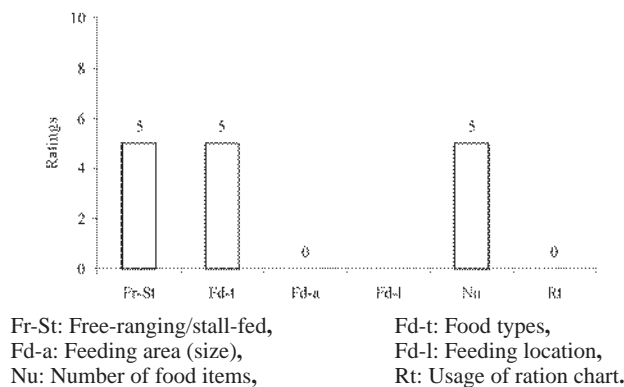 10
8
6
4
2
0
Ratings
5 5 0 5 0
Fr-St Fd-t Fd-a Fd-l Nu Rt
Fr-St: Free-ranging/stall-fed, Fd-t: Food types,
Fd-a: Feeding area (size), Fd-l: Feeding location,
Nu: Number of food items, Rt: Usage of ration chart.